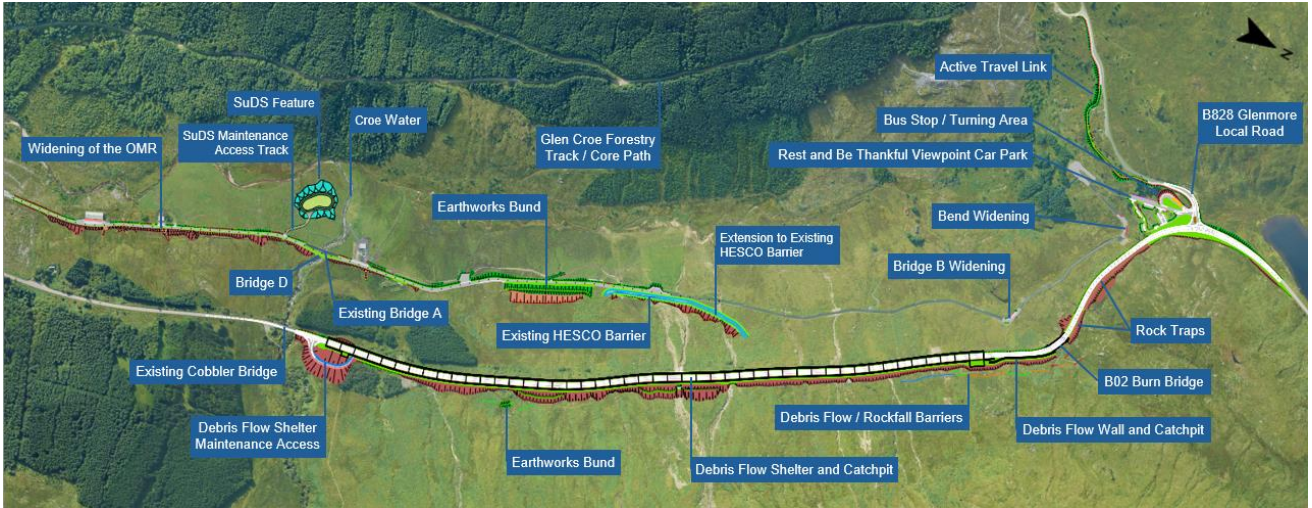 Active Travel Link
SuDS Feature
B828 Glenmore
Local Road
Bus Stop / Turning Area
Croe Water
SuDS Maintenance
Access Track
Glen Croe Forestry
Track / Core Path
Widening of the OMR
Rest and Be Thankful Viewpoint Car Park
Earthworks Bund
Bend Widening
Extension to Existing
HESCO Barrier
Bridge B Widening
Bridge D
Existing Bridge A
Existing HESCO Barrier
Rock Traps
Existing Cobbler Bridge
B02 Burn Bridge
Debris Flow / Rockfall Barriers
Debris Flow Shelter
Maintenance Access
Debris Flow Wall and Catchpit
Earthworks Bund
Debris Flow Shelter and Catchpit
N